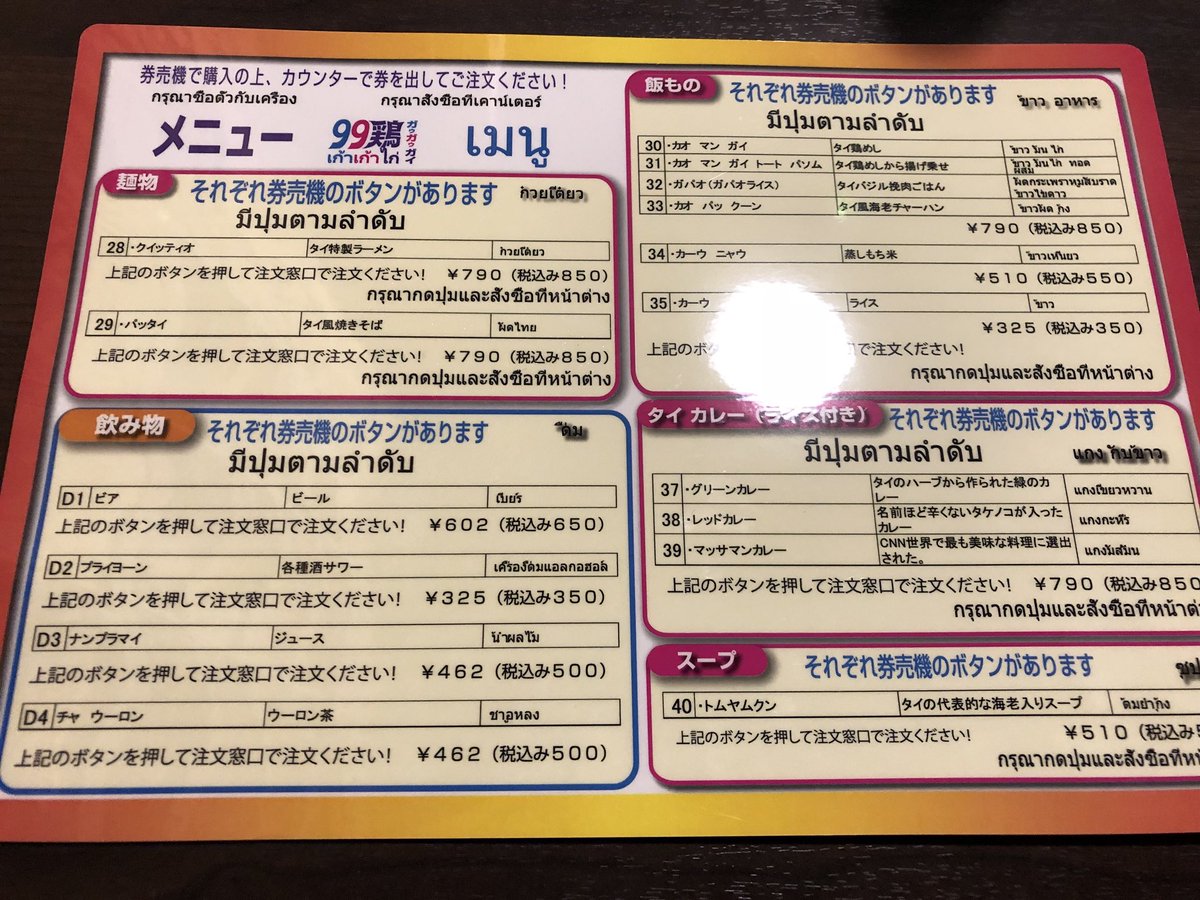 券売機で購入の上、カウンターで券を出してご注文ください！
กรุณาซื้อตั๋วกับเครื่อง กรุณาสั่งซื้อที่เคาน์เตอร์
メニュー 99鶏 ガゥガゥガイ เมนู
เก้าเก้าไก่
麺物 それぞれ券売機のボタンがあります ก๋วยเตี๋ยว
มีปุ่มตามลำดับ
28 ・クイッティオ タイ特製ラーメン ก๋วยเตี๋ยว
上記のボタンを押して注文窓口で注文ください! ¥790（税込み850）
กรุณากดปุ่มและสั่งซื้อที่หน้าต่าง
29 ・パッタイ タイ風焼きそば ผัดไทย
上記のボタンを押して注文窓口で注文ください! ¥790（税込み850）
กรุณากดปุ่มและสั่งซื้อที่หน้าต่าง
飲み物 それぞれ券売機のボタンがあります ดื่ม
มีปุ่มตามลำดับ
D1 ビア ビール เบียร์
上記のボタンを押して注文窓口で注文ください! ¥602（税込み650）
D2 プライヨーン 各種酒サワー เครื่องดื่มแอลกอฮอล์
上記のボタンを押して注文窓口で注文ください! ¥325（税込み350）
D3 ナンプラマイ ジュース น้ำผลไม้
上記のボタンを押して注文窓口で注文ください! ¥462（税込み500）
D4 チャ ウーロン ウーロン茶 ชาอูหลง
上記のボタンを押して注文窓口で注文ください! ¥462（税込み500）
飯もの それぞれ券売機のボタンがあります ข้าว อาหาร
มีปุ่มตามลำดับ
30 ・カオ マン ガイ タイ鶏めし ข้าว มัน ไก่
31 ・カオ マン ガイ トート パソム タイ鶏めしから揚げ乗せ ข้าว มัน ไก่ ทอด
ผสม
32 ・ガパオ（ガパオライス） タイバジル挽肉ごはん ผัดกระเพราหมูสับราด
ข้าวไข่ดาว
33 ・カオ パッ クーン タイ風海老チャーハン ข้าวผัด กุ้ง
¥790（税込み850）
34 ・カーウ ニャウ 蒸しもち米 ข้าวเหนียว
¥510（税込み550）
35 ・カーウ ライス ข้าว
¥325（税込み350）
上記のボ 口で注文ください!
กรุณากดปุ่มและสั่งซื้อที่หน้าต่าง
タイ カレー（ライス付き） それぞれ券売機のボタンがあります
มีปุ่มตามลำดับ แกง กับข้าว
37 ・グリーンカレー タイのハーブから作られた緑のカ
レー แกงเขียวหวาน
38 ・レッドカレー 名前ほど辛くないタケノコが入った
カレー แกงกะหรี่
39 ・マッサマンカレー CNN世界で最も美味な料理に選出
された。 แกงมัสมั่น
上記のボタンを押して注文窓口で注文ください! ¥790（税込み850
กรุณากดปุ่มและสั่งซื้อที่หน้าต่
スープ それぞれ券売機のボタンがあります ซุป
40 ・トムヤムクン タイの代表的な海老入りスープ ต้มยำกุ้ง
上記のボタンを押して注文窓口で注文ください! ¥510（税込み5
กรุณากดปุ่มและสั่งซื้อที่ห